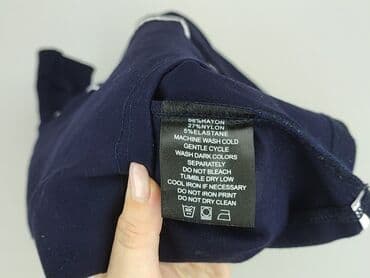 68%RAYON
27%NYLON
5%ELASTANE
MACHINE WASH COLD
GENTLE CYCLE
WASH DARK COLORS
SEPARATELY
DO NOT BLEACH
TUMBLE DRY LOW
COOL IRON IF NECESSARY
DO NOT IRON PRINT
DO NOT DRY CLEAN